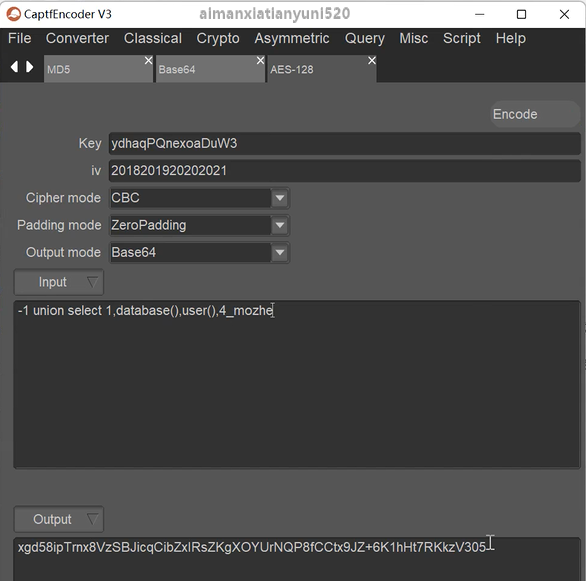 CaptfEncoder V3
almanxiatianyuni520
File Converter Classical Crypto Asymmetric Query Misc Script Help
MD5 Base64 AES-128
Encode
Key ydhaqPQnexoaDuW3
iv 2018201920202021
Cipher mode CBC
Padding mode ZeroPadding
Output mode Base64
Input
-1 union select 1,database(),user(),4_mozhe
Output
xgd58ipTrnx8VzSBJicqCibZxIRsZKgXOYUrNQP8fCCtx9JZ+6K1hHt7RKkzV305